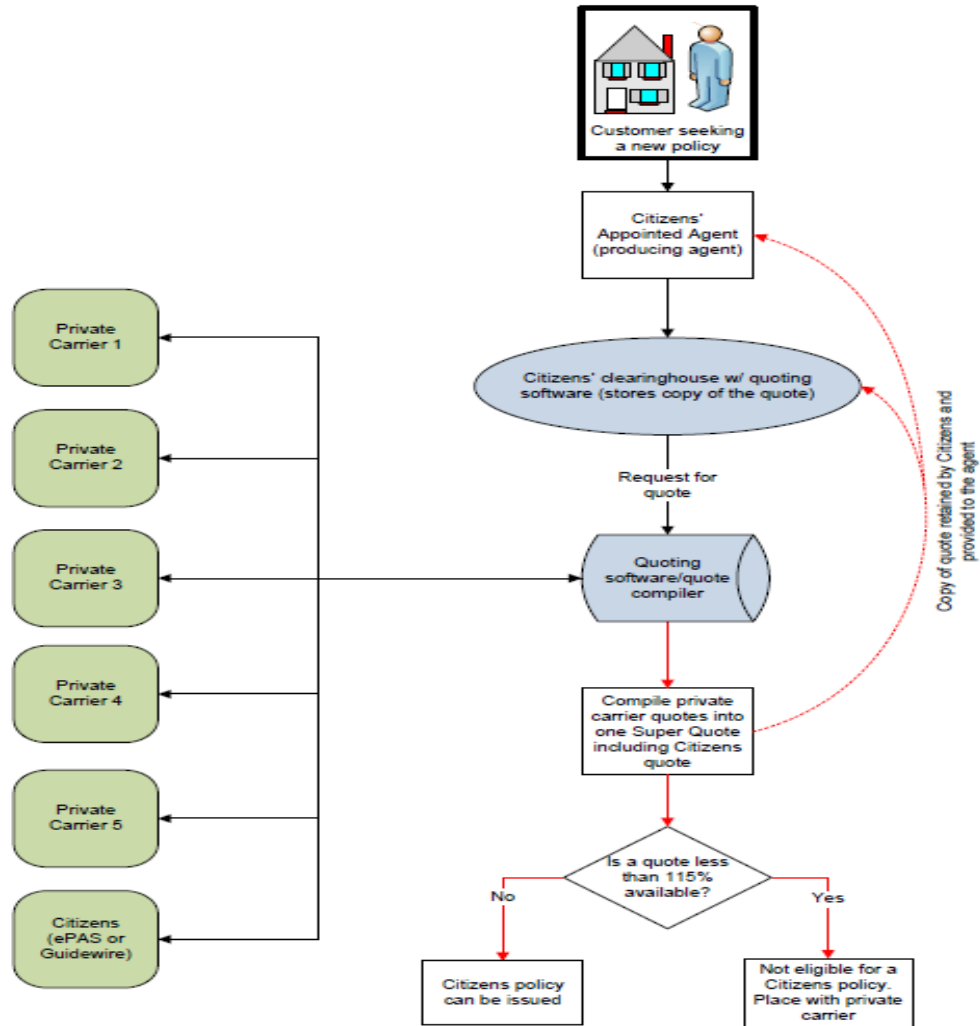 Customer seeking
a new policy
Citizens'
Appointed Agent
(producing agent)
Citizens' clearinghouse w/ quoting
software (stores copy of the quote)
Request for
quote
Quoting
software/quote
compiler
Compile private
carrier quotes into
one Super Quote
including Citizens
quote
Is a quote less
than 115%
available?
No
Yes
Citizens policy
can be issued
Not eligible for a
Citizens policy.
Place with private
carrier
Private
Carrier 1
Private
Carrier 2
Private
Carrier 3
Private
Carrier 4
Private
Carrier 5
Citizens
(ePAS or
Guidewire)
Copy of quote retained by Citizens and
provided to the agent